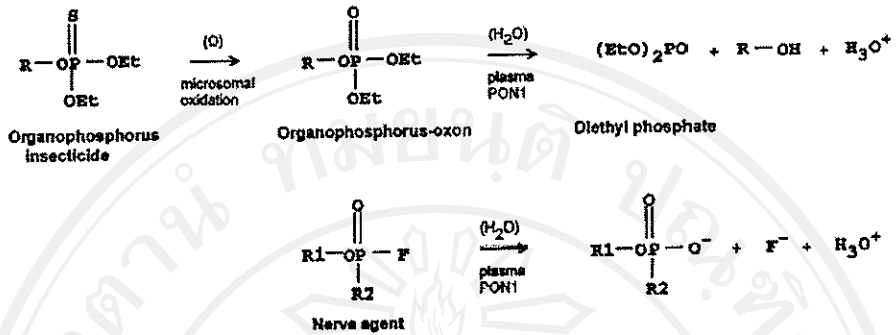 S
R—OP—OEt
OEt
Organophosphorus insecticide
(O)
microsomal oxidation
O
R—OP—OEt
OEt
Organophosphorus-oxon
(H2O)
plasma PON1
(EtO)2PO + R—OH + H3O+
Diethyl phosphate
O
R1—OP—F
R2
Nerve agent
(H2O)
plasma PON1
O
R1—OP—O− + F− + H3O+
R2